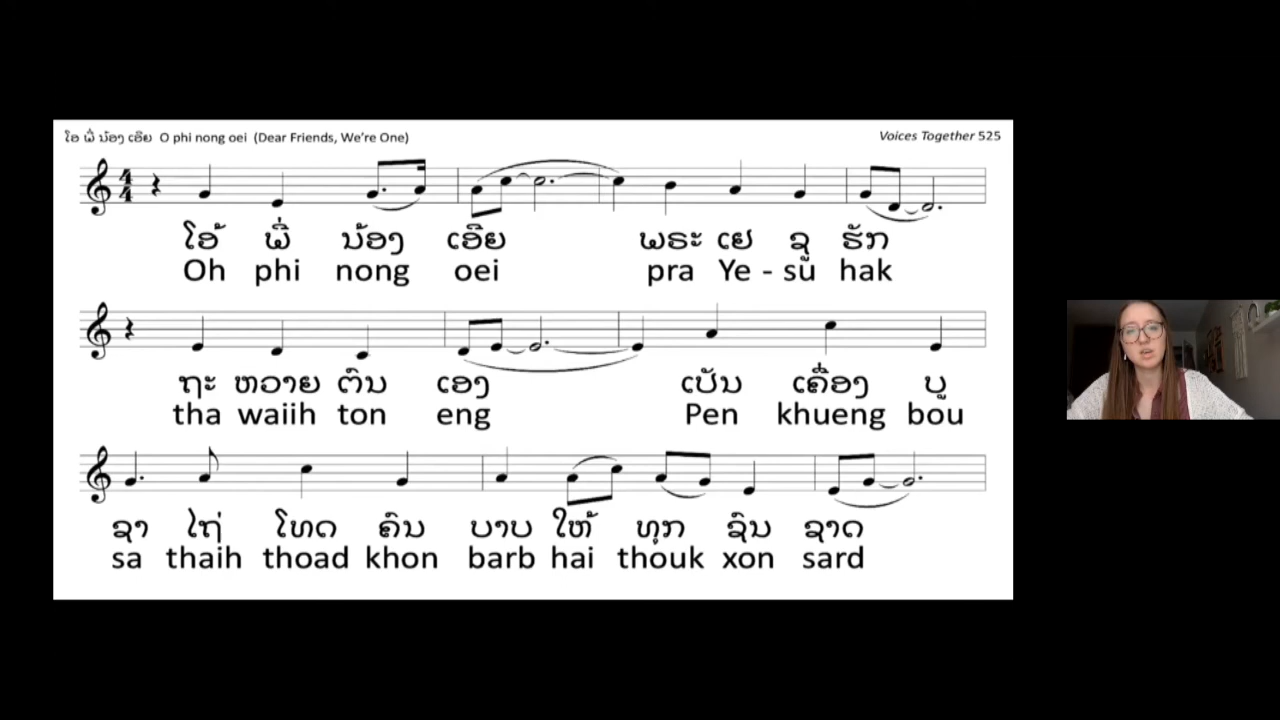 ໂອ ພີ່ ນ້ອງ ເອີຍ O phi nong oei (Dear Friends, We're One)
Voices Together 525
ໂອ້ ພີ່ ນ້ອງ ເອີຍ ພຣະ ເຢ ຊູ ຮັກ
Oh phi nong oei pra Ye - su hak
ຖະ ຫວາຍ ຕົນ ເອງ ເປັນ ເຄື່ອງ ບູ
tha waiih ton eng Pen khueng bou
ຊາ ໄຖ່ ໂທດ ຄົນ ບາບ ໃຫ້ ທຸກ ຊົນ ຊາດ
sa thaih thoad khon barb hai thouk xon sard